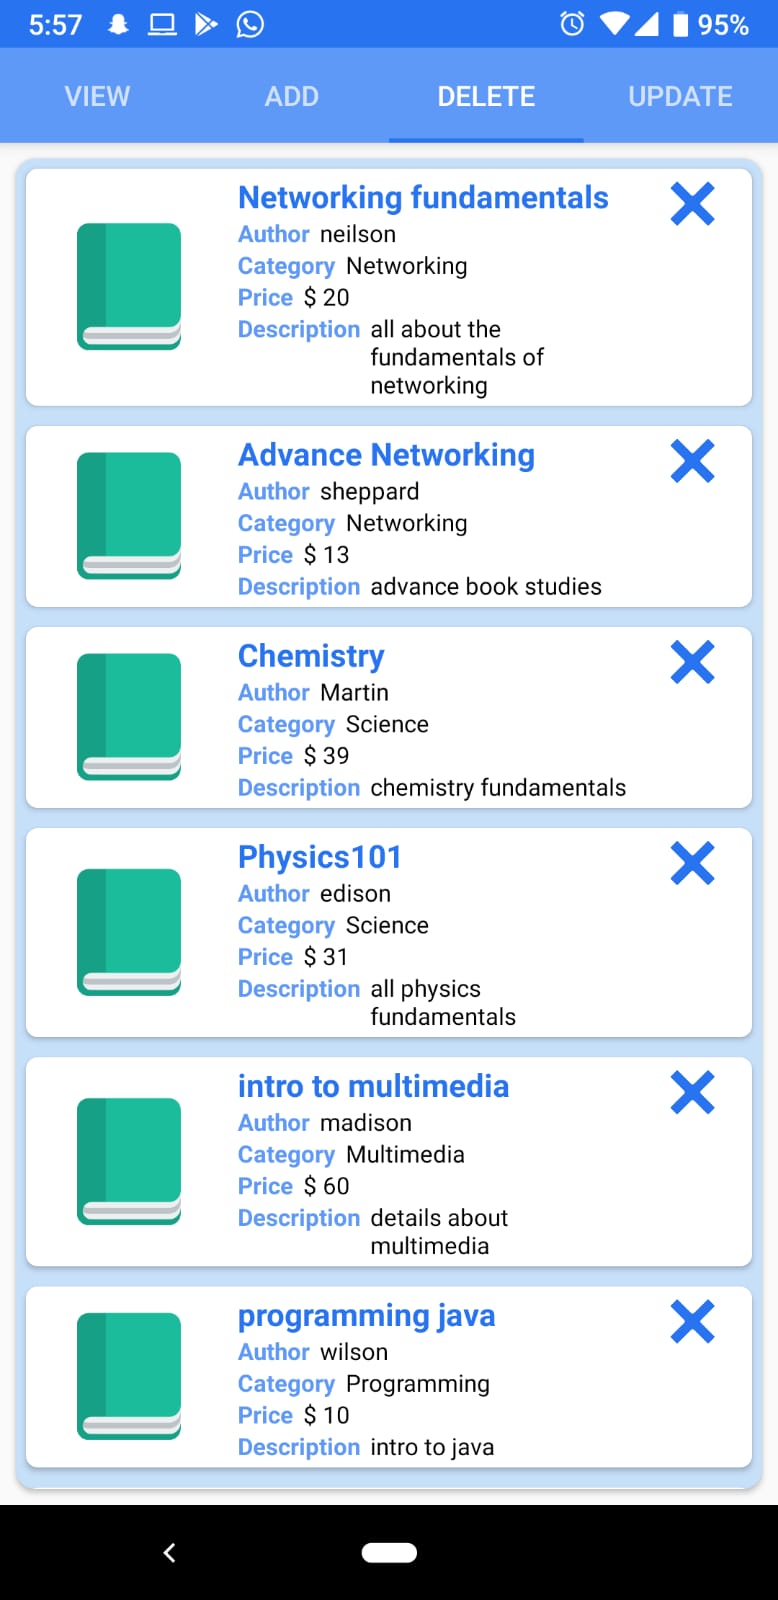 5:57 95%
VIEW ADD DELETE UPDATE
Networking fundamentals
Author neilson
Category Networking
Price $ 20
Description all about the
fundamentals of
networking
Advance Networking
Author sheppard
Category Networking
Price $ 13
Description advance book studies
Chemistry
Author Martin
Category Science
Price $ 39
Description chemistry fundamentals
Physics101
Author edison
Category Science
Price $ 31
Description all physics
fundamentals
intro to multimedia
Author madison
Category Multimedia
Price $ 60
Description details about
multimedia
programming java
Author wilson
Category Programming
Price $ 10
Description intro to java